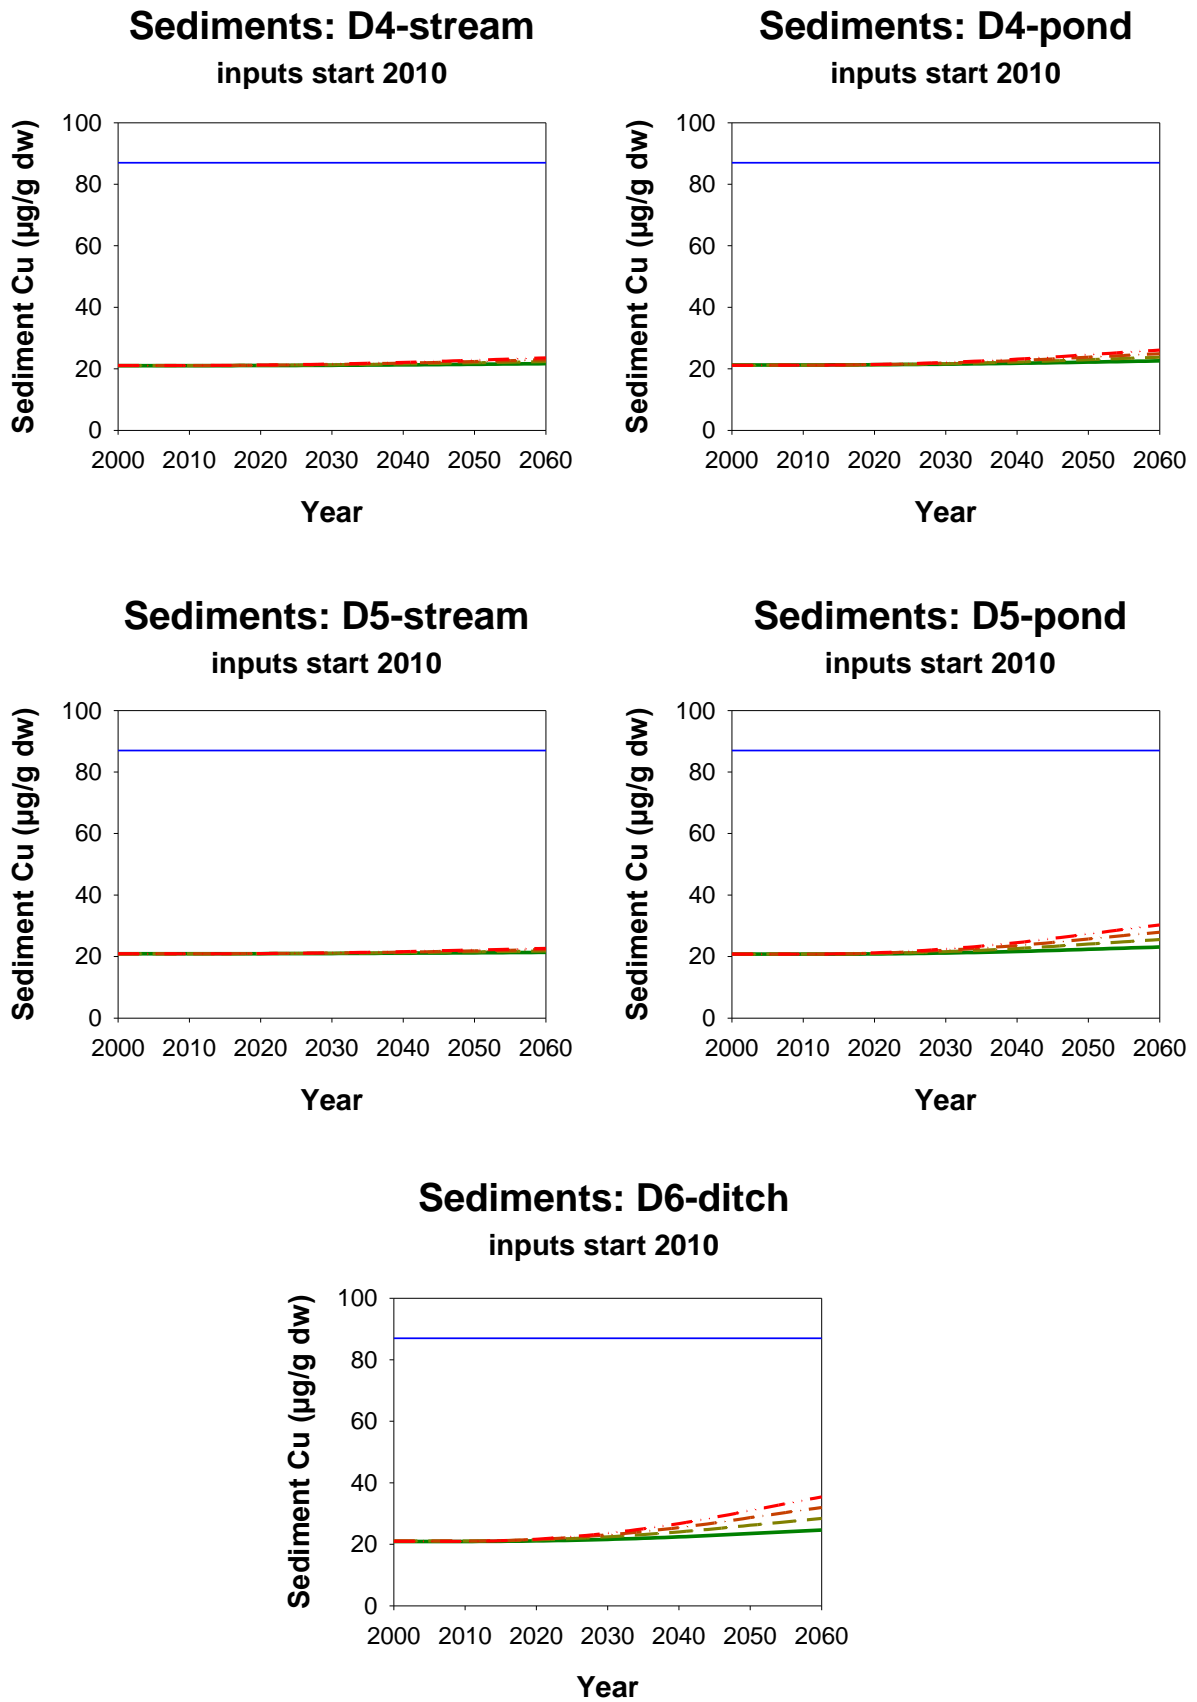 Sediments: D4-stream
inputs start 2010
Sediment Cu (µg/g dw)
100
80
60
40
20
0
2000 2010 2020 2030 2040 2050 2060
Year
Sediments: D4-pond
inputs start 2010
Sediment Cu (µg/g dw)
100
80
60
40
20
0
2000 2010 2020 2030 2040 2050 2060
Year
Sediments: D5-stream
inputs start 2010
Sediment Cu (µg/g dw)
100
80
60
40
20
0
2000 2010 2020 2030 2040 2050 2060
Year
Sediments: D5-pond
inputs start 2010
Sediment Cu (µg/g dw)
100
80
60
40
20
0
2000 2010 2020 2030 2040 2050 2060
Year
Sediments: D6-ditch
inputs start 2010
Sediment Cu (µg/g dw)
100
80
60
40
20
0
2000 2010 2020 2030 2040 2050 2060
Year